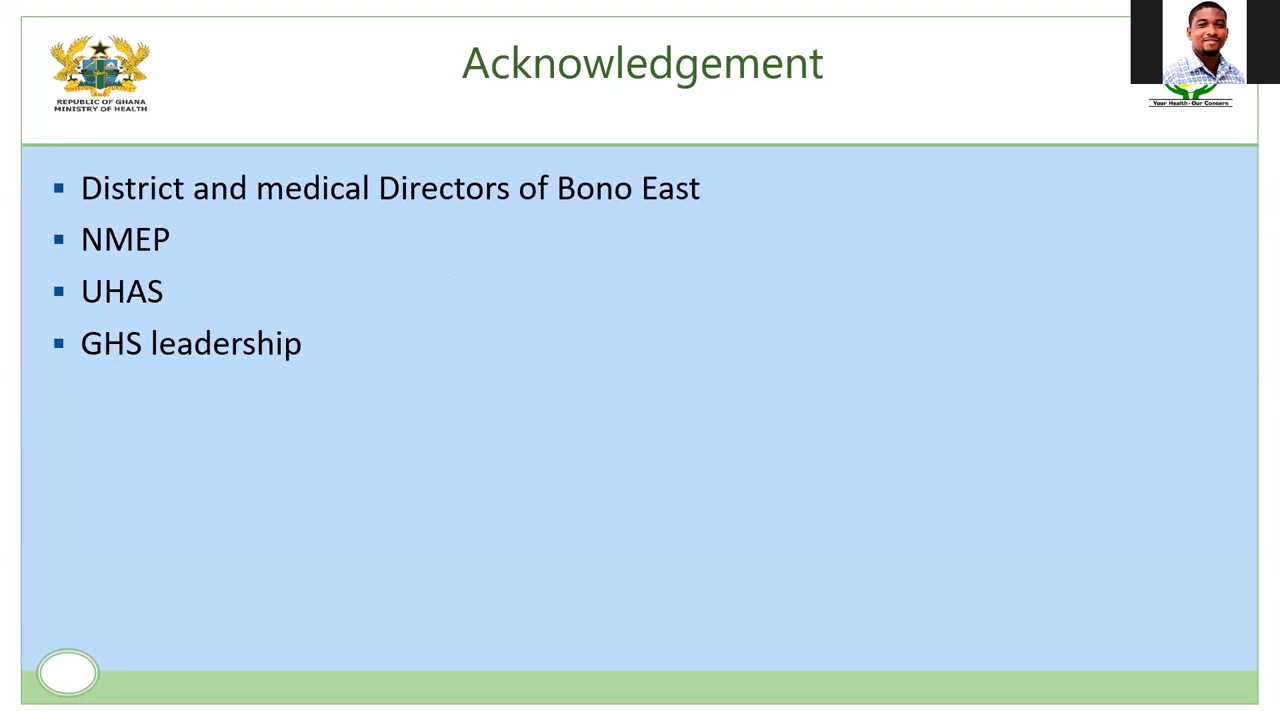 Acknowledgement
REPUBLIC OF GHANA
MINISTRY OF HEALTH
Your Health - Our Concern
District and medical Directors of Bono East
NMEP
UHAS
GHS leadership